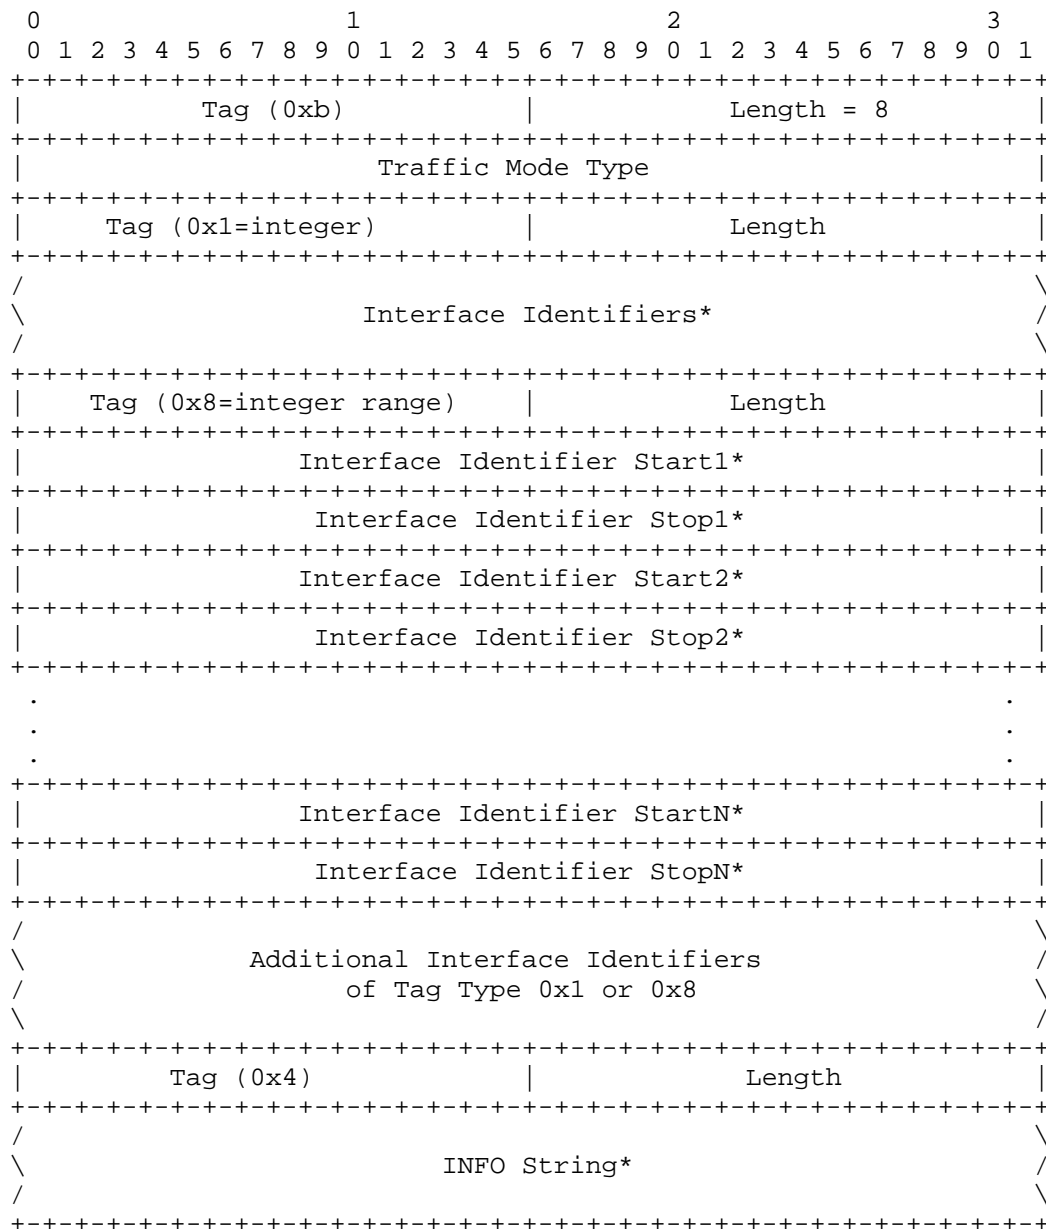 0                   1                   2                   3
 0 1 2 3 4 5 6 7 8 9 0 1 2 3 4 5 6 7 8 9 0 1 2 3 4 5 6 7 8 9 0 1
+-+-+-+-+-+-+-+-+-+-+-+-+-+-+-+-+-+-+-+-+-+-+-+-+-+-+-+-+-+-+-+-+
|           Tag (0xb)           |            Length = 8         |
+-+-+-+-+-+-+-+-+-+-+-+-+-+-+-+-+-+-+-+-+-+-+-+-+-+-+-+-+-+-+-+-+
|                      Traffic Mode Type                        |
+-+-+-+-+-+-+-+-+-+-+-+-+-+-+-+-+-+-+-+-+-+-+-+-+-+-+-+-+-+-+-+-+
|     Tag (0x1=integer)         |            Length             |
+-+-+-+-+-+-+-+-+-+-+-+-+-+-+-+-+-+-+-+-+-+-+-+-+-+-+-+-+-+-+-+-+
/                                                               \
\                     Interface Identifiers*                    /
/                                                               \
+-+-+-+-+-+-+-+-+-+-+-+-+-+-+-+-+-+-+-+-+-+-+-+-+-+-+-+-+-+-+-+-+
|    Tag (0x8=integer range)    |            Length             |
+-+-+-+-+-+-+-+-+-+-+-+-+-+-+-+-+-+-+-+-+-+-+-+-+-+-+-+-+-+-+-+-+
|                 Interface Identifier Start1*                  |
+-+-+-+-+-+-+-+-+-+-+-+-+-+-+-+-+-+-+-+-+-+-+-+-+-+-+-+-+-+-+-+-+
|                  Interface Identifier Stop1*                  |
+-+-+-+-+-+-+-+-+-+-+-+-+-+-+-+-+-+-+-+-+-+-+-+-+-+-+-+-+-+-+-+-+
|                 Interface Identifier Start2*                  |
+-+-+-+-+-+-+-+-+-+-+-+-+-+-+-+-+-+-+-+-+-+-+-+-+-+-+-+-+-+-+-+-+
|                  Interface Identifier Stop2*                  |
+-+-+-+-+-+-+-+-+-+-+-+-+-+-+-+-+-+-+-+-+-+-+-+-+-+-+-+-+-+-+-+-+
 .                                                             .
 .                                                             .
 .                                                             .
+-+-+-+-+-+-+-+-+-+-+-+-+-+-+-+-+-+-+-+-+-+-+-+-+-+-+-+-+-+-+-+-+
|                 Interface Identifier StartN*                  |
+-+-+-+-+-+-+-+-+-+-+-+-+-+-+-+-+-+-+-+-+-+-+-+-+-+-+-+-+-+-+-+-+
|                  Interface Identifier StopN*                  |
+-+-+-+-+-+-+-+-+-+-+-+-+-+-+-+-+-+-+-+-+-+-+-+-+-+-+-+-+-+-+-+-+
/                                                               \
\              Additional Interface Identifiers                 /
/                    of Tag Type 0x1 or 0x8                     \
\                                                               /
+-+-+-+-+-+-+-+-+-+-+-+-+-+-+-+-+-+-+-+-+-+-+-+-+-+-+-+-+-+-+-+-+
|         Tag (0x4)             |             Length            |
+-+-+-+-+-+-+-+-+-+-+-+-+-+-+-+-+-+-+-+-+-+-+-+-+-+-+-+-+-+-+-+-+
/                                                               \
\                          INFO String*                         /
/                                                               \
+-+-+-+-+-+-+-+-+-+-+-+-+-+-+-+-+-+-+-+-+-+-+-+-+-+-+-+-+-+-+-+-+